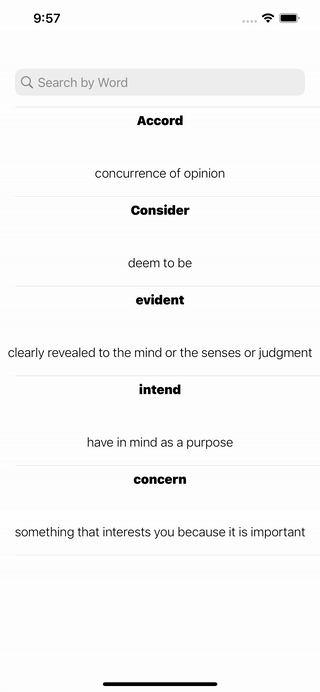 9:57
Search by Word
Accord
concurrence of opinion
Consider
deem to be
evident
clearly revealed to the mind or the senses or judgment
intend
have in mind as a purpose
concern
something that interests you because it is important